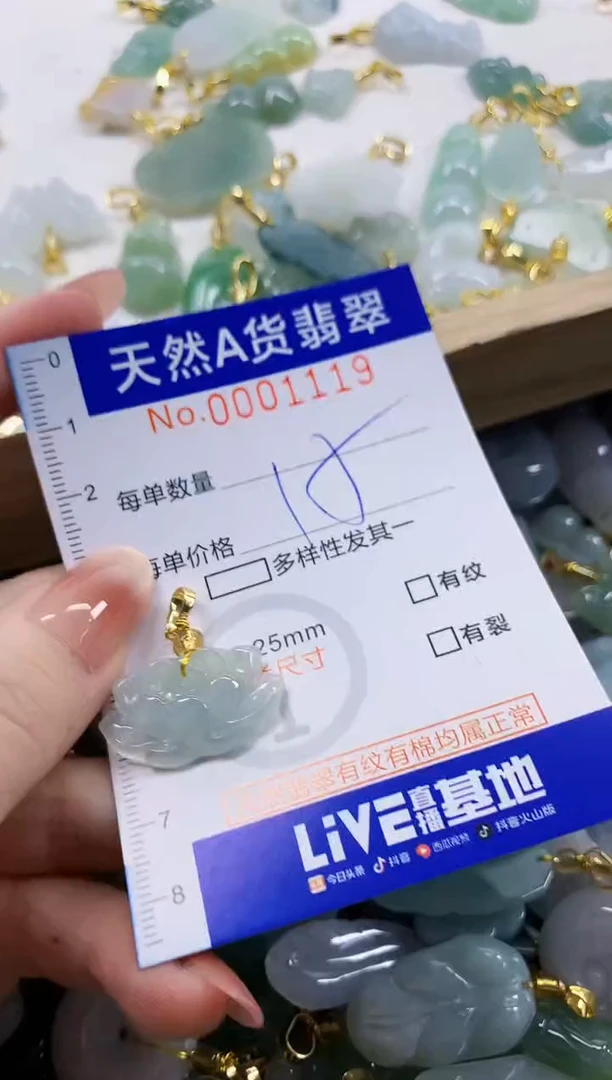 天然A货翡翠
No.0001119
0
1
2
每单数量
每单价格
多样性发其一
有纹
25mm
尺寸
有裂
翡翠有纹有棉均属正常
7
LiVE直播基地
8
今日头条 抖音 西瓜视频 抖音火山版